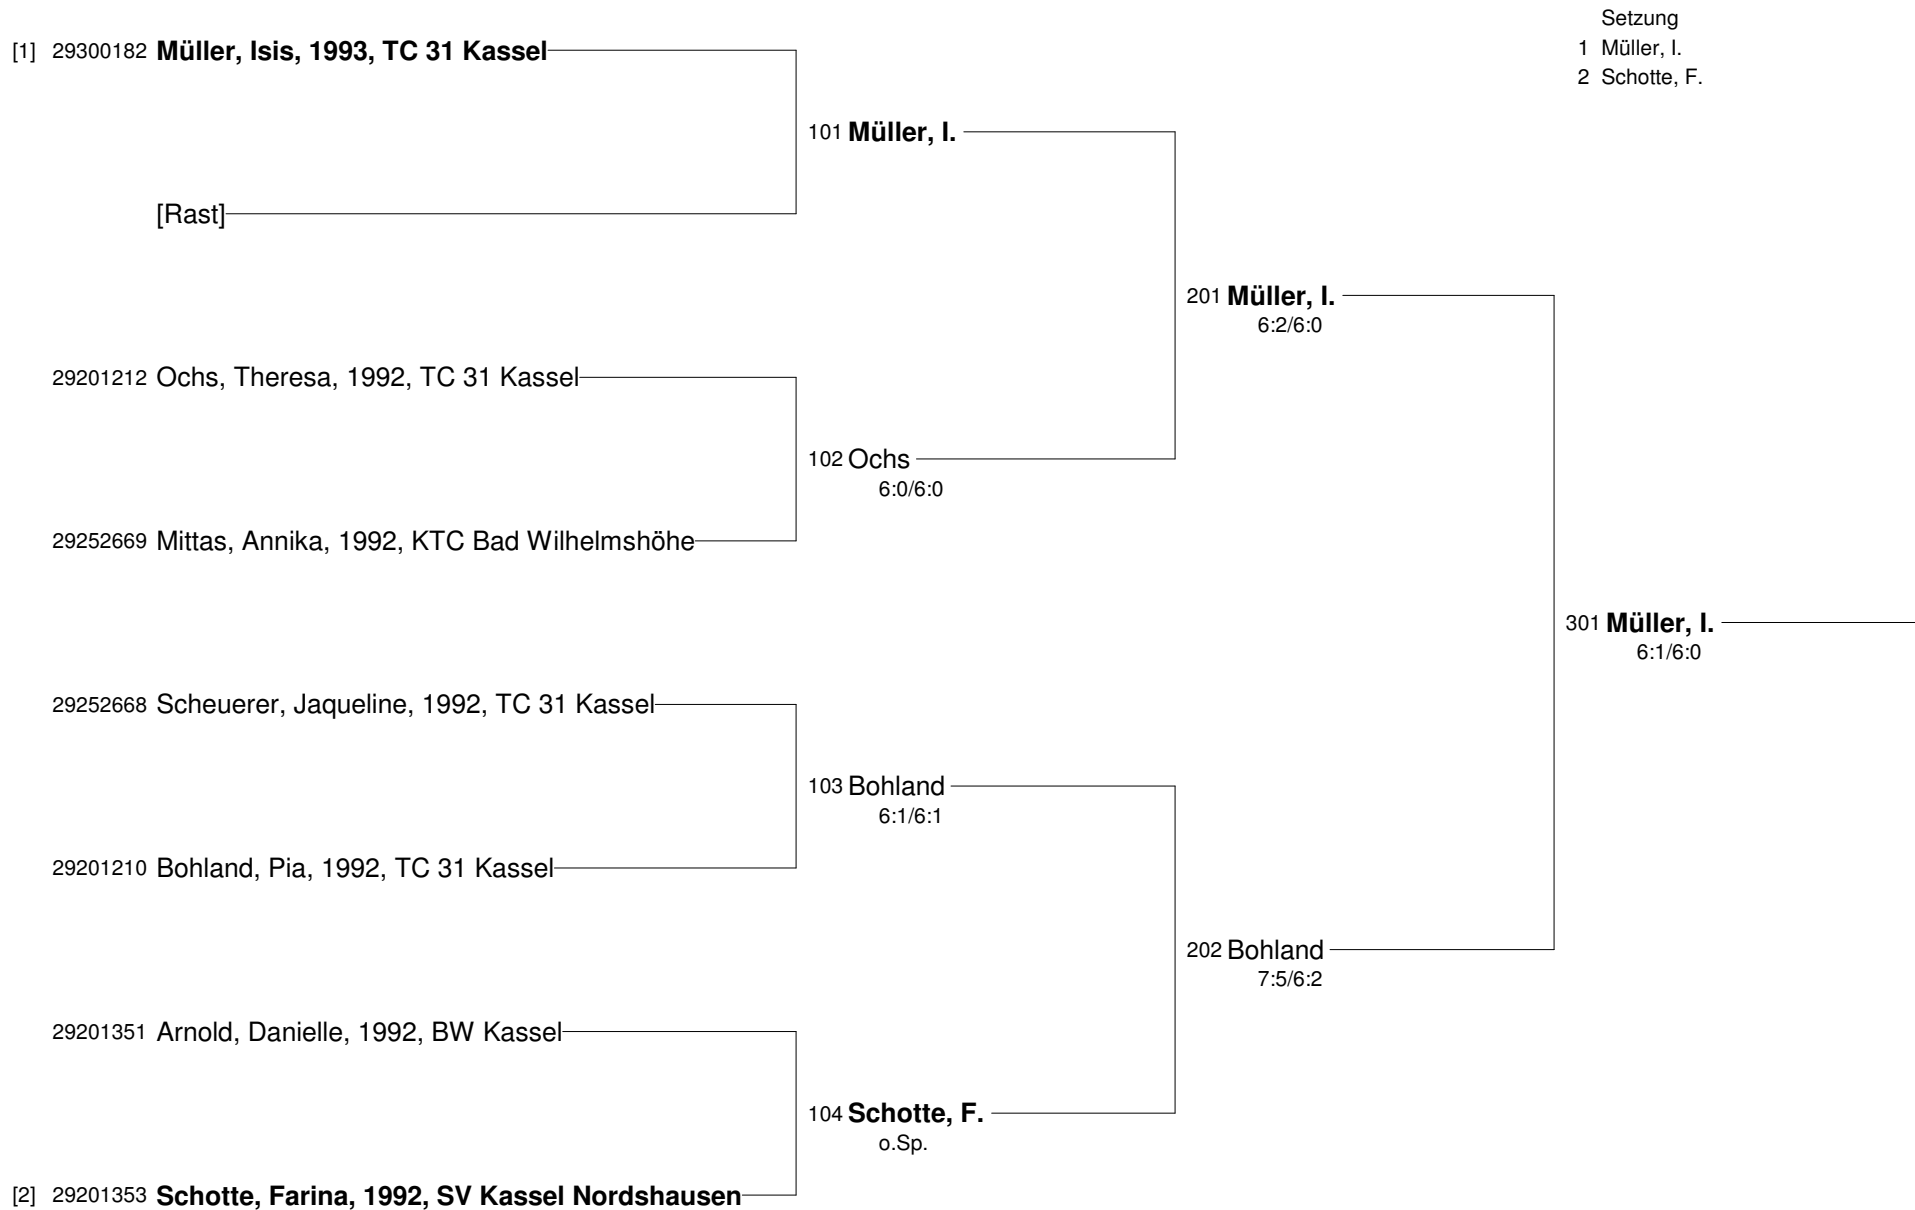 Setzung
1 Müller, I.
2 Schotte, F.
[1] 29300182 Müller, Isis, 1993, TC 31 Kassel
101 Müller, I.
[Rast]
201 Müller, I.
6:2/6:0
29201212 Ochs, Theresa, 1992, TC 31 Kassel
102 Ochs
6:0/6:0
29252669 Mittas, Annika, 1992, KTC Bad Wilhelmshöhe
301 Müller, I.
6:1/6:0
29252668 Scheuerer, Jaqueline, 1992, TC 31 Kassel
103 Bohland
6:1/6:1
29201210 Bohland, Pia, 1992, TC 31 Kassel
202 Bohland
7:5/6:2
29201351 Arnold, Danielle, 1992, BW Kassel
104 Schotte, F.
o.Sp.
[2] 29201353 Schotte, Farina, 1992, SV Kassel Nordshausen